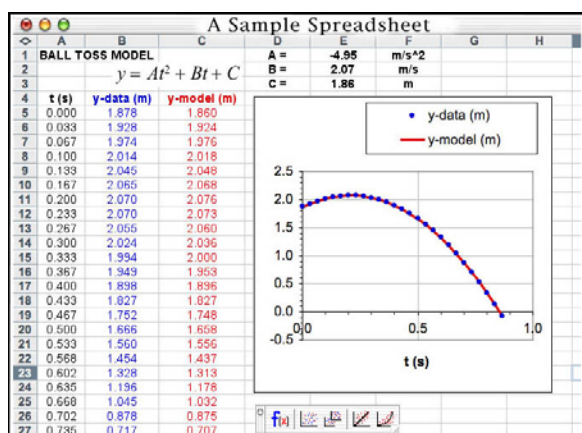 A Sample Spreadsheet
A B C D E F G H
1 BALL TOSS MODEL A = -4.95 m/s^2
2 y = At² + Bt + C B = 2.07 m/s
3 C = 1.86 m
4 t (s) y-data (m) y-model (m)
5 0.000 1.878 1.860
6 0.033 1.928 1.924
7 0.067 1.974 1.976
8 0.100 2.014 2.018
9 0.133 2.045 2.048
10 0.167 2.065 2.068
11 0.200 2.070 2.076
12 0.233 2.070 2.073
13 0.267 2.055 2.060
14 0.300 2.024 2.036
15 0.333 1.994 2.000
16 0.367 1.949 1.953
17 0.400 1.898 1.896
18 0.433 1.827 1.827
19 0.467 1.752 1.748
20 0.500 1.666 1.658
21 0.533 1.560 1.556
22 0.568 1.454 1.437
23 0.602 1.328 1.313
24 0.635 1.196 1.178
25 0.668 1.045 1.032
26 0.702 0.878 0.875
27 0.735 0.717 0.707
y-data (m)
y-model (m)
2.5
2.0
1.5
1.0
0.5
0.0
-0.5
0.0 0.5 1.0
t (s)
f(x)